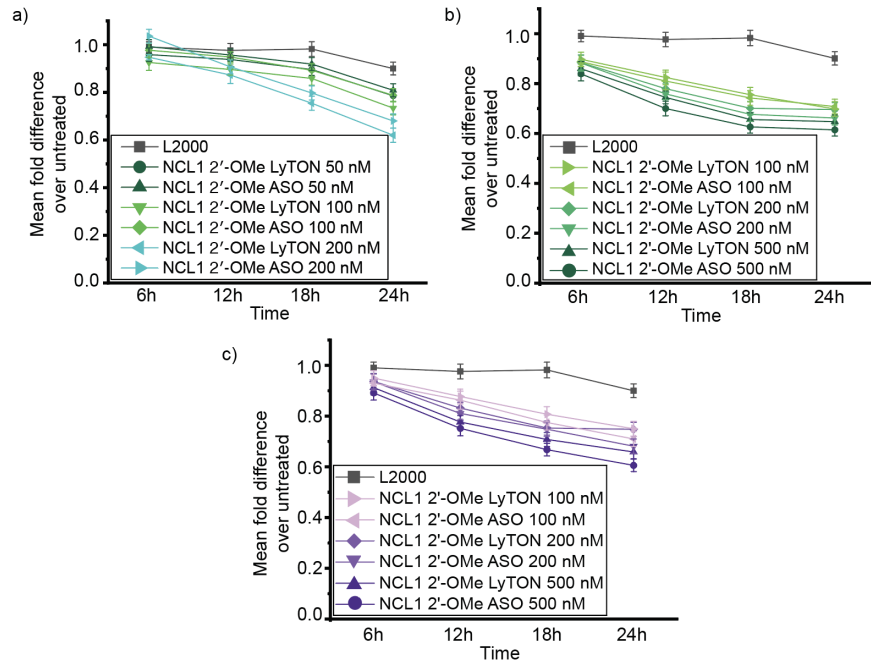 a)
Mean fold difference
over untreated
1.0
0.8
0.6
0.4
0.2
0.0
L2000
NCL1 2′-OMe LyTON 50 nM
NCL1 2′-OMe ASO 50 nM
NCL1 2′-OMe LyTON 100 nM
NCL1 2′-OMe ASO 100 nM
NCL1 2′-OMe LyTON 200 nM
NCL1 2′-OMe ASO 200 nM
6h 12h 18h 24h
Time
b)
Mean fold difference
over untreated
1.0
0.8
0.6
0.4
0.2
0.0
L2000
NCL1 2'-OMe LyTON 100 nM
NCL1 2'-OMe ASO 100 nM
NCL1 2'-OMe LyTON 200 nM
NCL1 2'-OMe ASO 200 nM
NCL1 2'-OMe LyTON 500 nM
NCL1 2'-OMe ASO 500 nM
6h 12h 18h 24h
Time
c)
Mean fold difference
over untreated
1.0
0.8
0.6
0.4
0.2
0.0
L2000
NCL1 2'-OMe LyTON 100 nM
NCL1 2'-OMe ASO 100 nM
NCL1 2'-OMe LyTON 200 nM
NCL1 2'-OMe ASO 200 nM
NCL1 2'-OMe LyTON 500 nM
NCL1 2'-OMe ASO 500 nM
6h 12h 18h 24h
Time